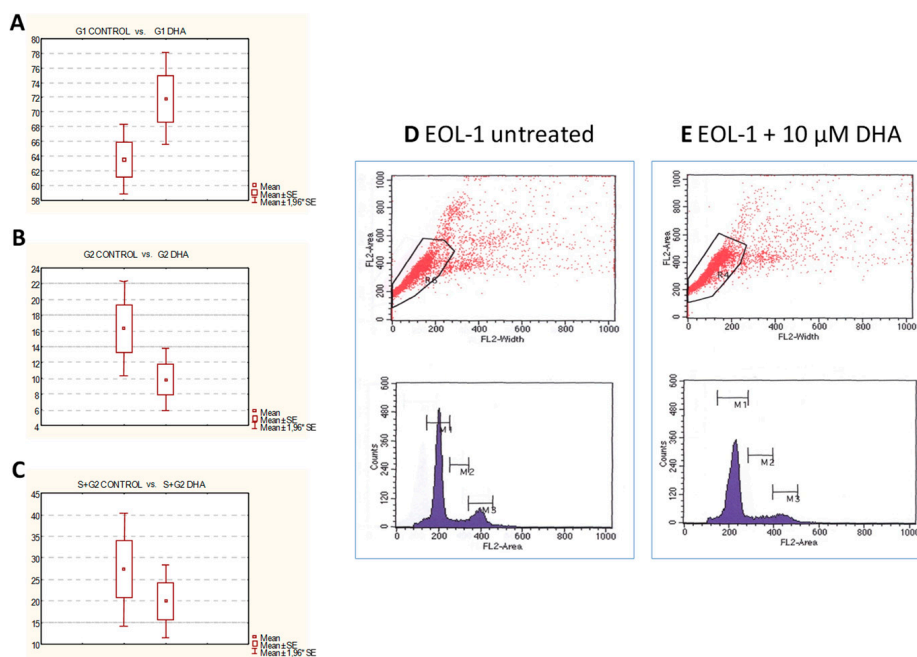 A
G1 CONTROL vs. G1 DHA
80
78
76
74
72
70
68
66
64
62
60
58
Mean
Mean±SE
Mean±1,96*SE
B
G2 CONTROL vs. G2 DHA
24
22
20
18
16
14
12
10
8
6
4
Mean
Mean±SE
Mean±1,96*SE
C
S+G2 CONTROL vs. S+G2 DHA
45
40
35
30
25
20
15
10
Mean
Mean±SE
Mean±1,96*SE
D EOL-1 untreated
1000
800
600
400
200
0
FL2-Area
R6
0 200 400 600 800 1000
FL2-Width
600
480
360
240
120
0
Counts
M1
M2
M3
0 200 400 600 800 1000
FL2-Area
E EOL-1 + 10 µM DHA
1000
800
600
400
200
0
FL2-Area
R4
0 200 400 600 800 1000
FL2-Width
600
480
360
240
120
0
Counts
M1
M2
M3
0 200 400 600 800 1000
FL2-Area